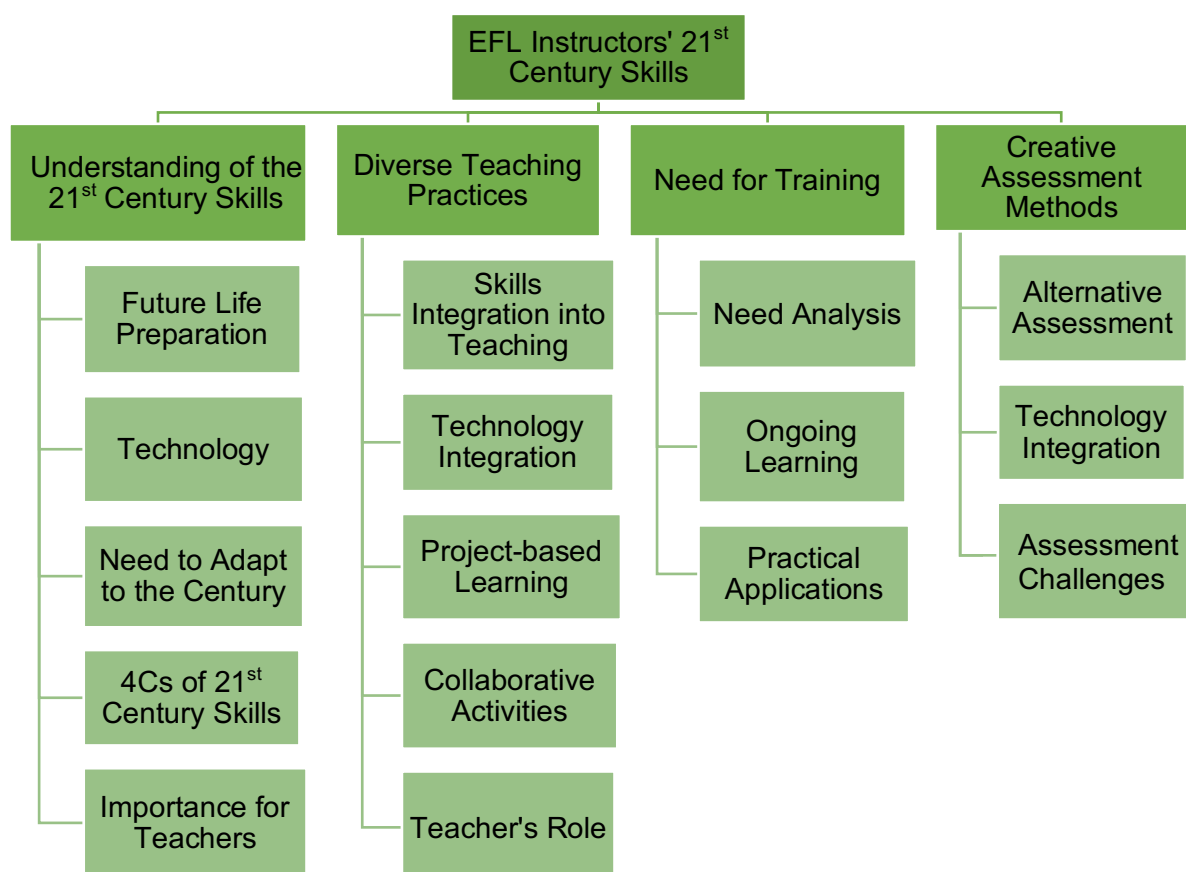 EFL Instructors' 21st
Century Skills
Understanding of the
21st Century Skills
Future Life
Preparation
Technology
Need to Adapt
to the Century
4Cs of 21st
Century Skills
Importance for
Teachers
Diverse Teaching
Practices
Skills
Integration into
Teaching
Technology
Integration
Project-based
Learning
Collaborative
Activities
Teacher's Role
Need for Training
Need Analysis
Ongoing
Learning
Practical
Applications
Creative
Assessment
Methods
Alternative
Assessment
Technology
Integration
Assessment
Challenges